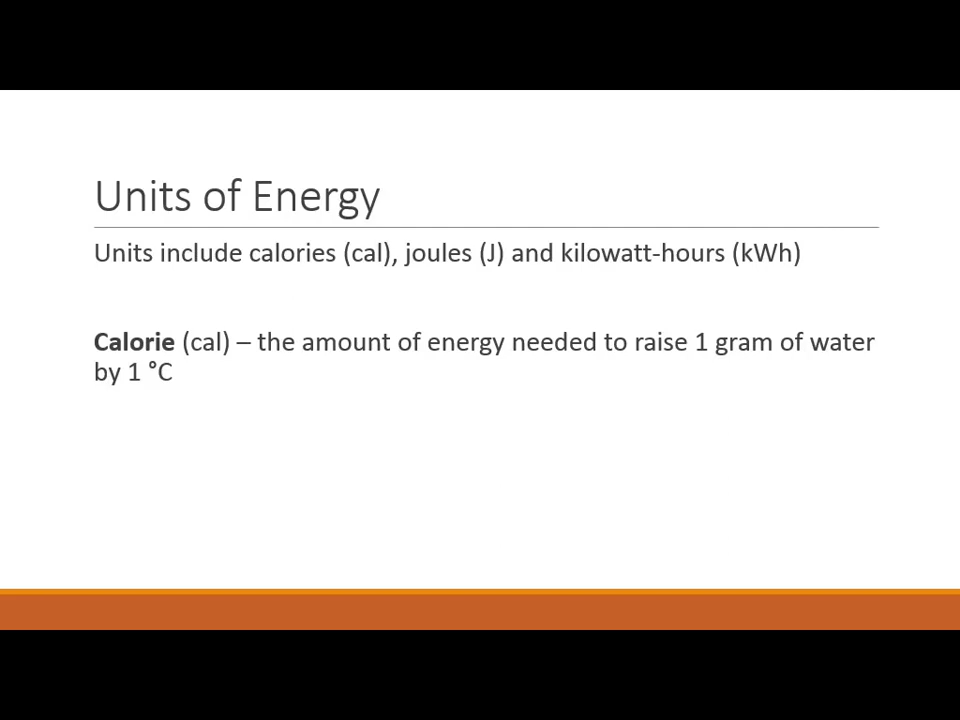 Units of Energy
Units include calories (cal), joules (J) and kilowatt-hours (kWh)
Calorie (cal) – the amount of energy needed to raise 1 gram of water
by 1 °C